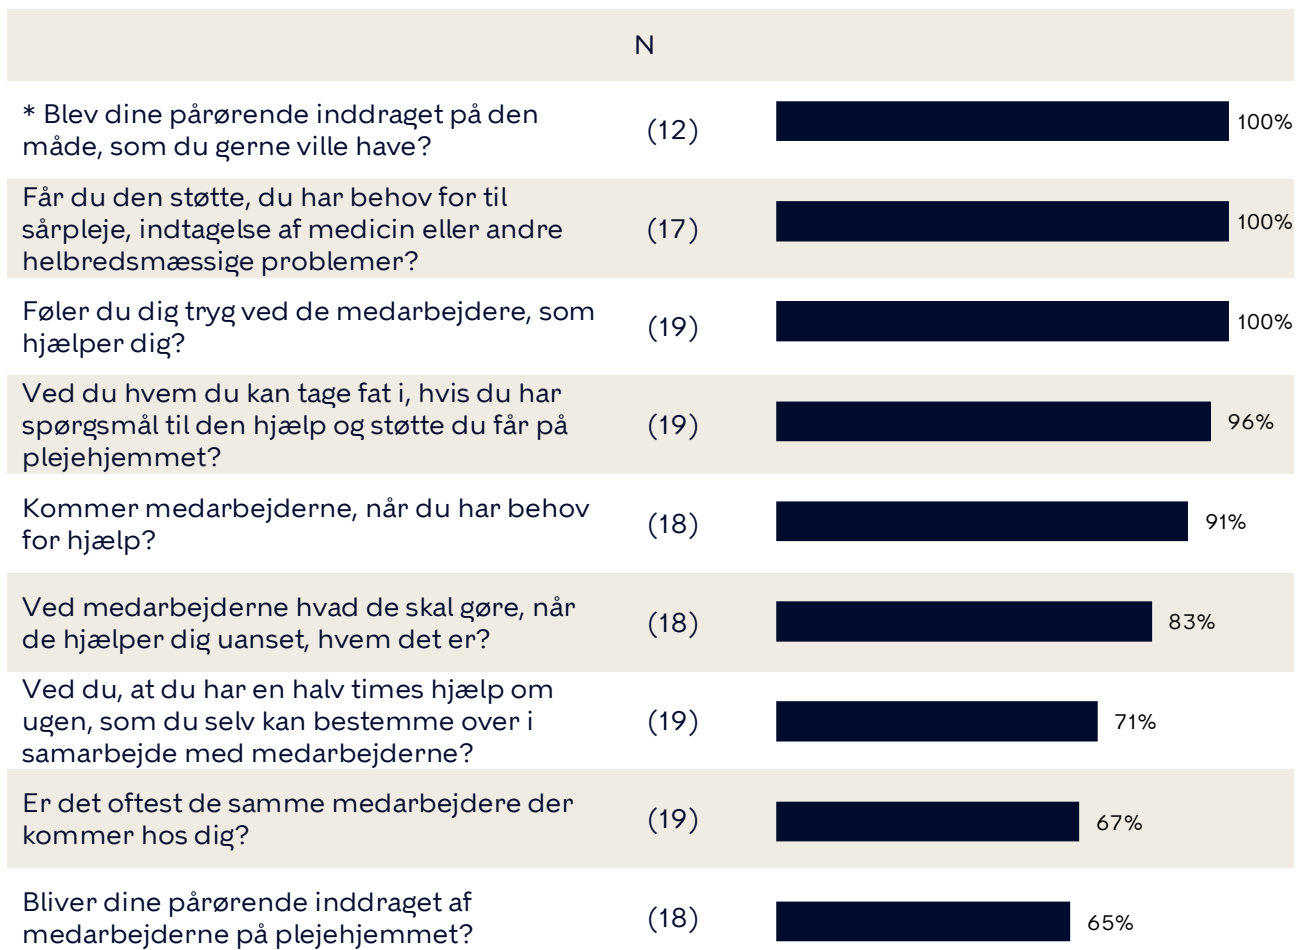 N
* Blev dine pårørende inddraget på den
måde, som du gerne ville have?
(12)
100%
Får du den støtte, du har behov for til
sårpleje, indtagelse af medicin eller andre
helbredsmæssige problemer?
(17)
100%
Føler du dig tryg ved de medarbejdere, som
hjælper dig?
(19)
100%
Ved du hvem du kan tage fat i, hvis du har
spørgsmål til den hjælp og støtte du får på
plejehjemmet?
(19)
96%
Kommer medarbejderne, når du har behov
for hjælp?
(18)
91%
Ved medarbejderne hvad de skal gøre, når
de hjælper dig uanset, hvem det er?
(18)
83%
Ved du, at du har en halv times hjælp om
ugen, som du selv kan bestemme over i
samarbejde med medarbejderne?
(19)
71%
Er det oftest de samme medarbejdere der
kommer hos dig?
(19)
67%
Bliver dine pårørende inddraget af
medarbejderne på plejehjemmet?
(18)
65%